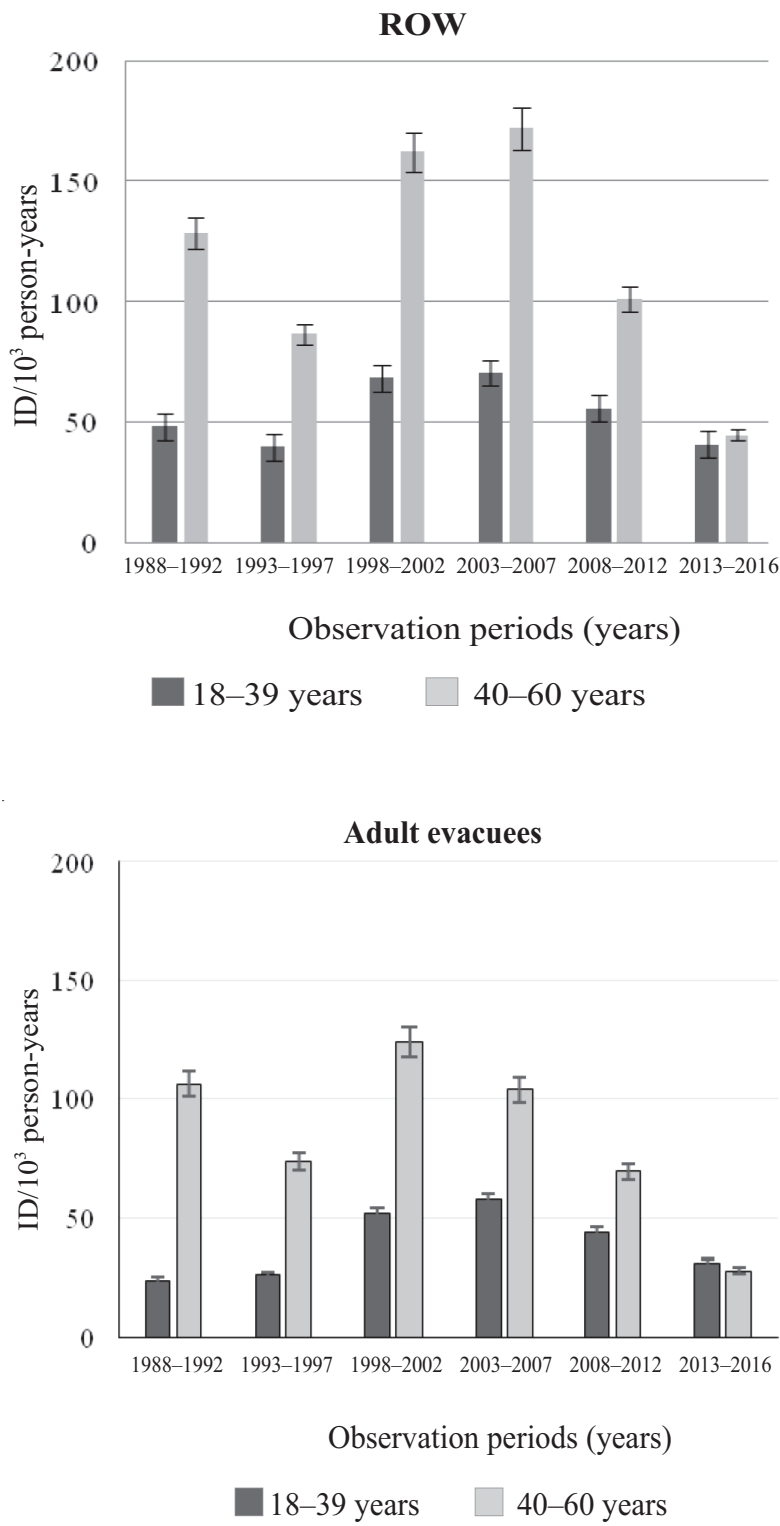 ROW
ID/10³ person-years
200
150
100
50
0
1988–1992 1993–1997 1998–2002 2003–2007 2008–2012 2013–2016
Observation periods (years)
18–39 years 40–60 years
Adult evacuees
ID/10³ person-years
200
150
100
50
0
1988–1992 1993–1997 1998–2002 2003–2007 2008–2012 2013–2016
Observation periods (years)
18–39 years 40–60 years